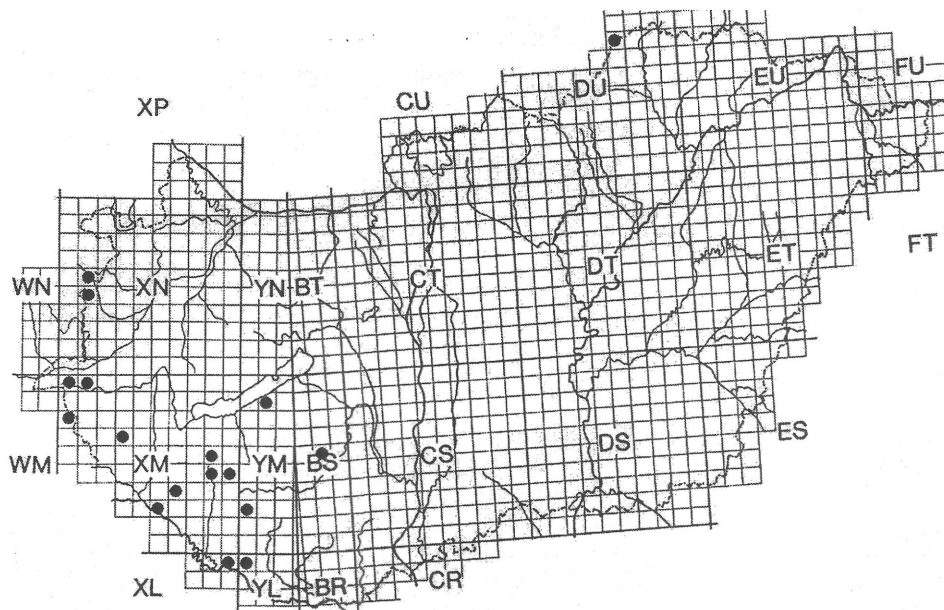 XP CU DU EU FU
WN XN YN BT CT DT ET FT
WM XM YM BS CS DS ES
XL YL BR CR